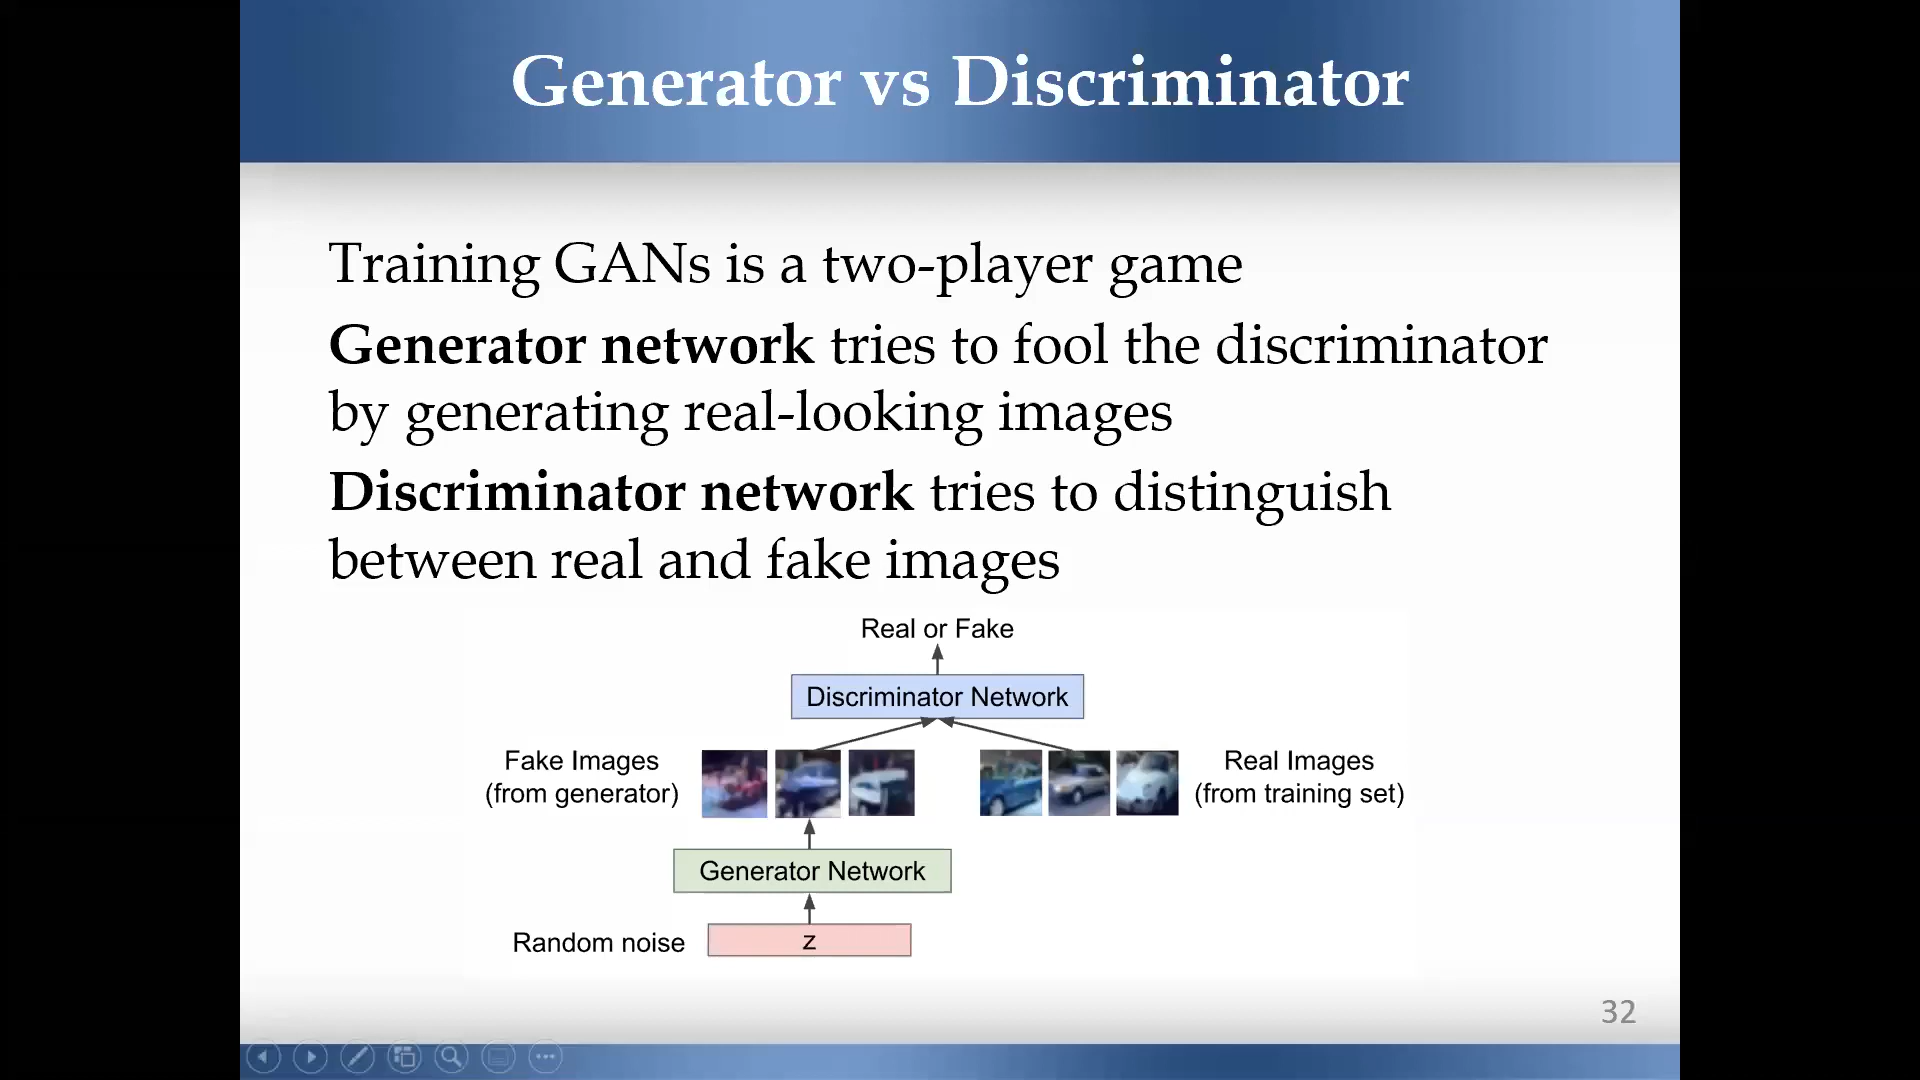 Generator vs Discriminator
Training GANs is a two-player game
Generator network tries to fool the discriminator
by generating real-looking images
Discriminator network tries to distinguish
between real and fake images
Real or Fake
Discriminator Network
Fake Images
(from generator)
Real Images
(from training set)
Generator Network
Random noise
z
32